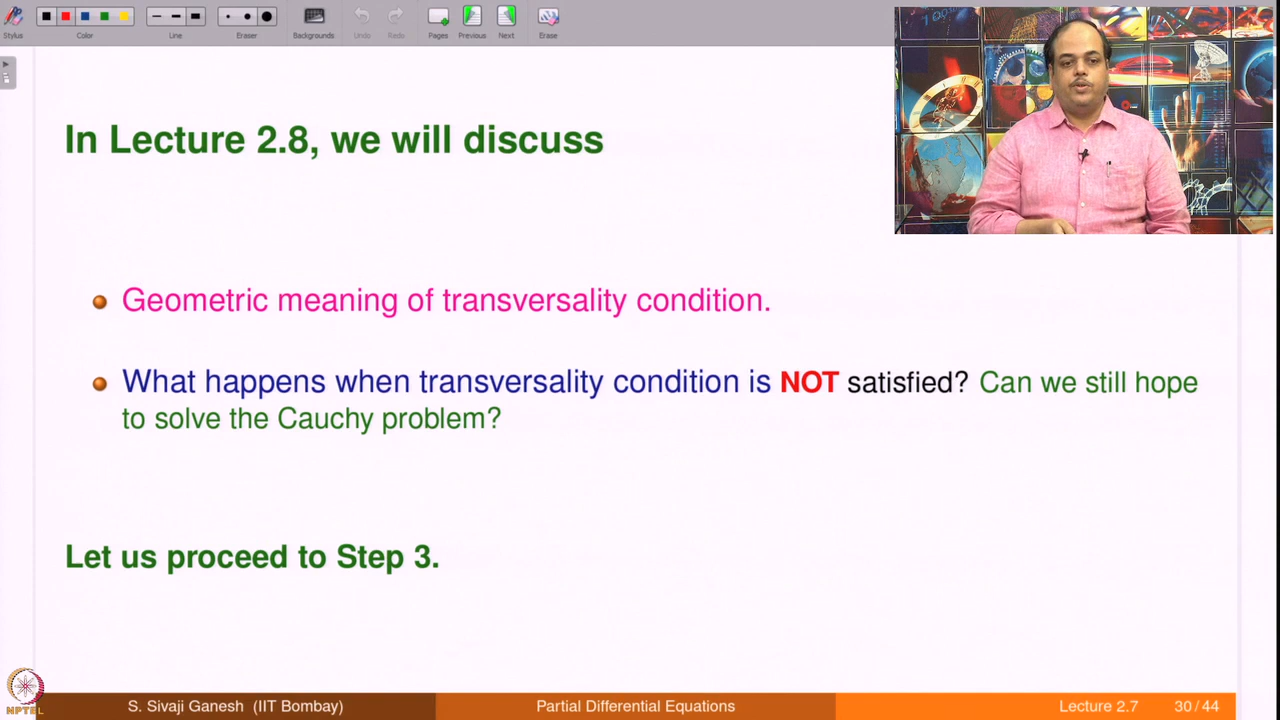 Stylus Color Line Eraser Backgrounds Undo Redo Pages Previous Next Erase
In Lecture 2.8, we will discuss
Geometric meaning of transversality condition.
What happens when transversality condition is NOT satisfied? Can we still hope
to solve the Cauchy problem?
Let us proceed to Step 3.
NPTEL
S. Sivaji Ganesh (IIT Bombay) Partial Differential Equations Lecture 2.7 30/44